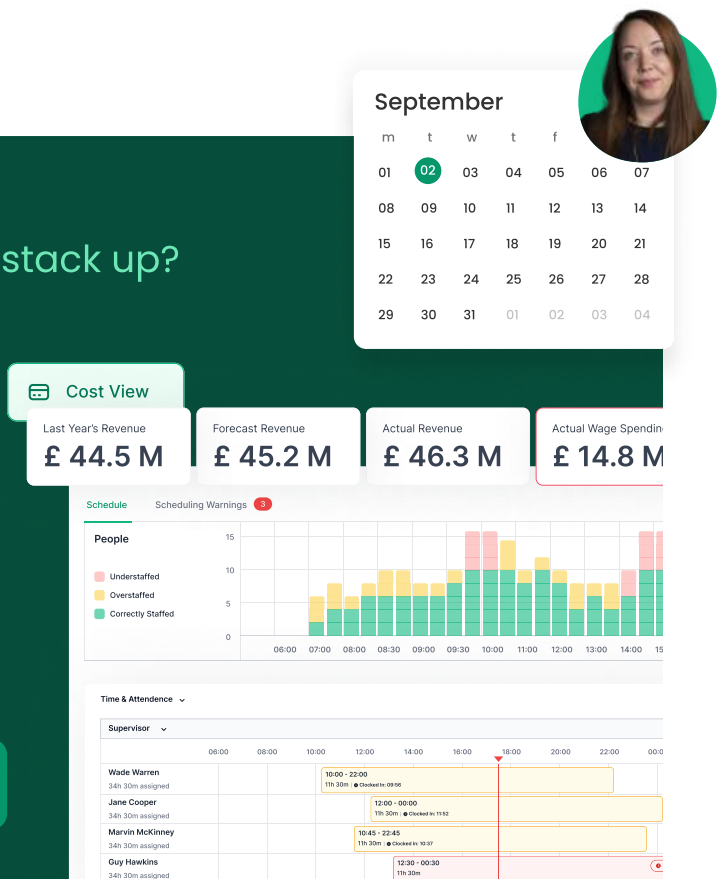 September
m t w t f
01 02 03 04 05 06 07
08 09 10 11 12 13 14
15 16 17 18 19 20 21
22 23 24 25 26 27 28
29 30 31 01 02 03 04
stack up?
Cost View
Last Year's Revenue
£ 44.5 M
Forecast Revenue
£ 45.2 M
Actual Revenue
£ 46.3 M
Actual Wage Spendin
£ 14.8 M
Schedule
Scheduling Warnings 3
People
Understaffed
Overstaffed
Correctly Staffed
15
10
5
0
06:00 07:00 08:00 08:30 09:00 09:30 10:00 11:00 12:00 13:00 14:00 15
Time & Attendence
Supervisor
06:00 08:00 10:00 12:00 14:00 16:00 18:00 20:00 22:00 00:0
Wade Warren
34h 30m assigned
10:00 - 22:00
11h 30m | Clocked In: 09:56
Jane Cooper
34h 30m assigned
12:00 - 00:00
11h 30m | Clocked In: 11:52
Marvin McKinney
34h 30m assigned
10:45 - 22:45
11h 30m | Clocked In: 10:37
Guy Hawkins
34h 30m assigned
12:30 - 00:30
11h 30m